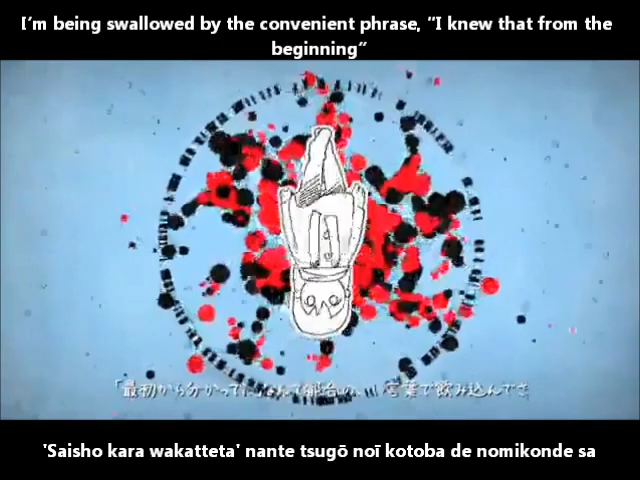 I'm being swallowed by the convenient phrase, "I knew that from the
beginning"
「最初から分かってた」なんて都合の 言葉で飲み込んでさ
'Saisho kara wakatteta' nante tsugō noī kotoba de nomikonde sa